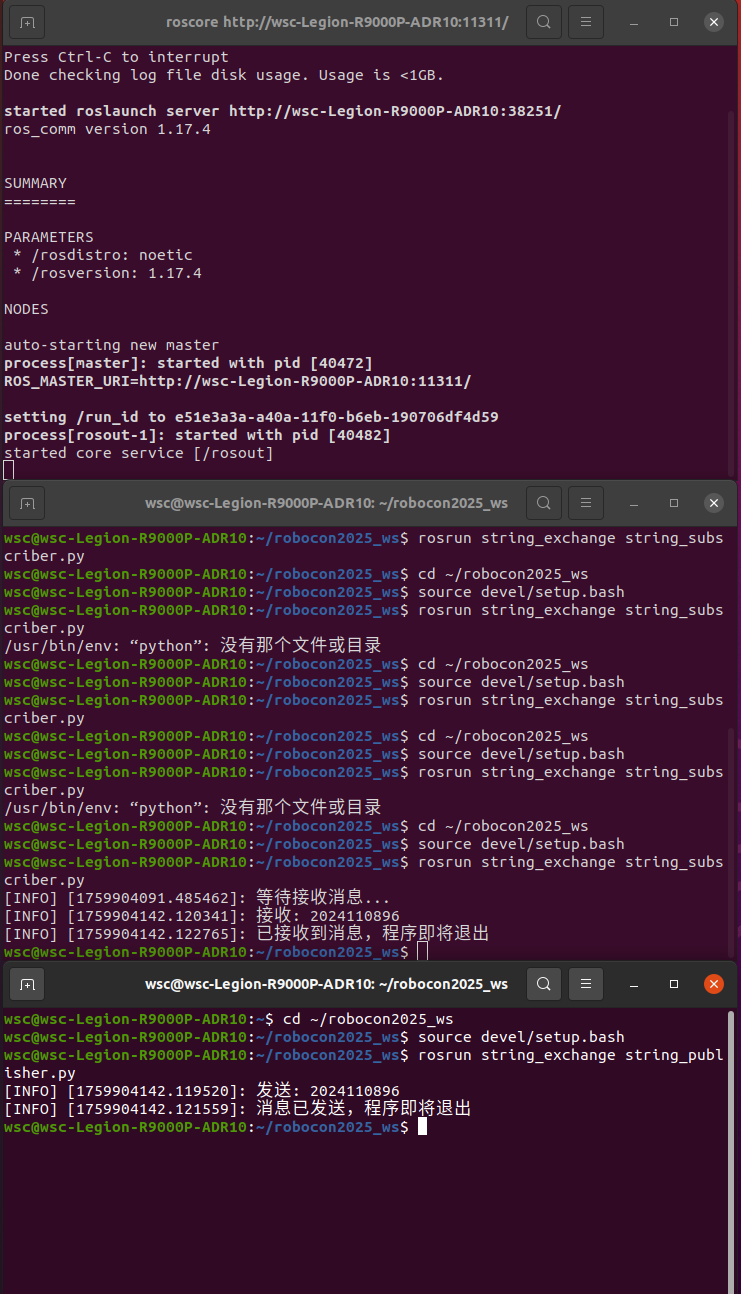 roscore http://wsc-Legion-R9000P-ADR10:11311/
Press Ctrl-C to interrupt
Done checking log file disk usage. Usage is <1GB.
started roslaunch server http://wsc-Legion-R9000P-ADR10:38251/
ros_comm version 1.17.4
SUMMARY
========
PARAMETERS
 * /rosdistro: noetic
 * /rosversion: 1.17.4
NODES
auto-starting new master
process[master]: started with pid [40472]
ROS_MASTER_URI=http://wsc-Legion-R9000P-ADR10:11311/
setting /run_id to e51e3a3a-a40a-11f0-b6eb-190706df4d59
process[rosout-1]: started with pid [40482]
started core service [/rosout]
wsc@wsc-Legion-R9000P-ADR10: ~/robocon2025_ws
wsc@wsc-Legion-R9000P-ADR10:~/robocon2025_ws$ rosrun string_exchange string_subs
criber.py
wsc@wsc-Legion-R9000P-ADR10:~/robocon2025_ws$ cd ~/robocon2025_ws
wsc@wsc-Legion-R9000P-ADR10:~/robocon2025_ws$ source devel/setup.bash
wsc@wsc-Legion-R9000P-ADR10:~/robocon2025_ws$ rosrun string_exchange string_subs
criber.py
/usr/bin/env: “python”: 没有那个文件或目录
wsc@wsc-Legion-R9000P-ADR10:~/robocon2025_ws$ cd ~/robocon2025_ws
wsc@wsc-Legion-R9000P-ADR10:~/robocon2025_ws$ source devel/setup.bash
wsc@wsc-Legion-R9000P-ADR10:~/robocon2025_ws$ rosrun string_exchange string_subs
criber.py
wsc@wsc-Legion-R9000P-ADR10:~/robocon2025_ws$ cd ~/robocon2025_ws
wsc@wsc-Legion-R9000P-ADR10:~/robocon2025_ws$ source devel/setup.bash
wsc@wsc-Legion-R9000P-ADR10:~/robocon2025_ws$ rosrun string_exchange string_subs
criber.py
/usr/bin/env: “python”: 没有那个文件或目录
wsc@wsc-Legion-R9000P-ADR10:~/robocon2025_ws$ cd ~/robocon2025_ws
wsc@wsc-Legion-R9000P-ADR10:~/robocon2025_ws$ source devel/setup.bash
wsc@wsc-Legion-R9000P-ADR10:~/robocon2025_ws$ rosrun string_exchange string_subs
criber.py
[INFO] [1759904091.485462]: 等待接收消息...
[INFO] [1759904142.120341]: 接收: 2024110896
[INFO] [1759904142.122765]: 已接收到消息，程序即将退出
wsc@wsc-Legion-R9000P-ADR10:~/robocon2025_ws$
wsc@wsc-Legion-R9000P-ADR10: ~/robocon2025_ws
wsc@wsc-Legion-R9000P-ADR10:~$ cd ~/robocon2025_ws
wsc@wsc-Legion-R9000P-ADR10:~/robocon2025_ws$ source devel/setup.bash
wsc@wsc-Legion-R9000P-ADR10:~/robocon2025_ws$ rosrun string_exchange string_publ
isher.py
[INFO] [1759904142.119520]: 发送: 2024110896
[INFO] [1759904142.121559]: 消息已发送，程序即将退出
wsc@wsc-Legion-R9000P-ADR10:~/robocon2025_ws$